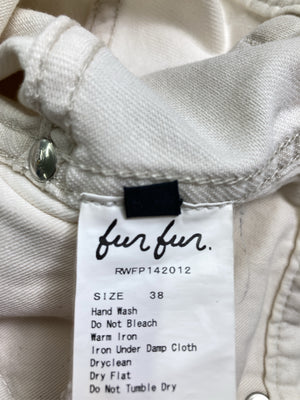 fur fur.
RWFP142012
SIZE 38
Hand Wash
Do Not Bleach
Warm Iron
Iron Under Damp Cloth
Dryclean
Dry Flat
Do Not Tumble Dry